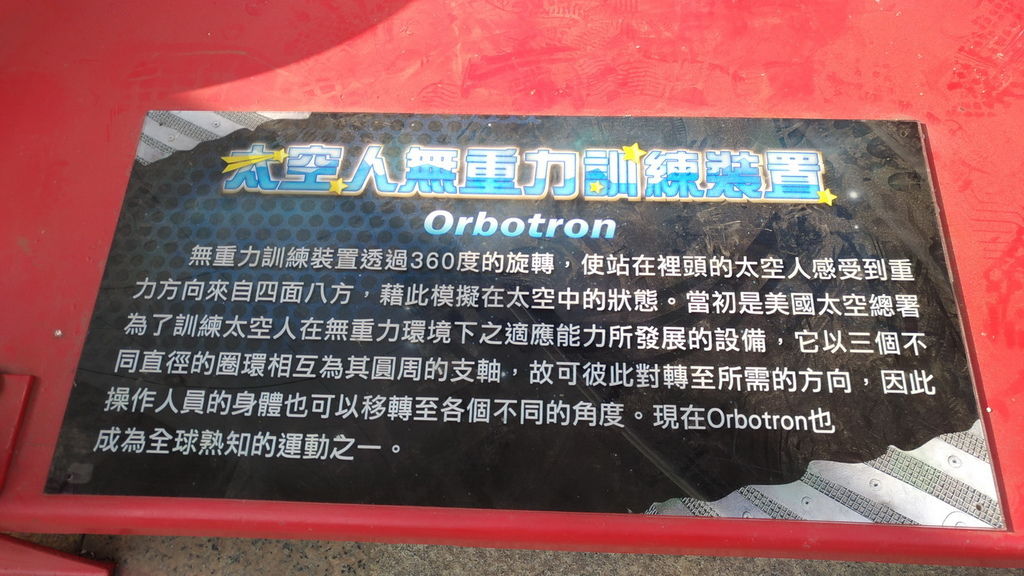 太空人無重力訓練裝置
Orbotron
無重力訓練裝置透過360度的旋轉，使站在裡頭的太空人感受到重
力方向來自四面八方，藉此模擬在太空中的狀態。當初是美國太空總署
為了訓練太空人在無重力環境下之適應能力所發展的設備，它以三個不
同直徑的圈環相互為其圓周的支軸，故可彼此對轉至所需的方向，因此
操作人員的身體也可以移轉至各個不同的角度。現在Orbotron也
成為全球熟知的運動之一。